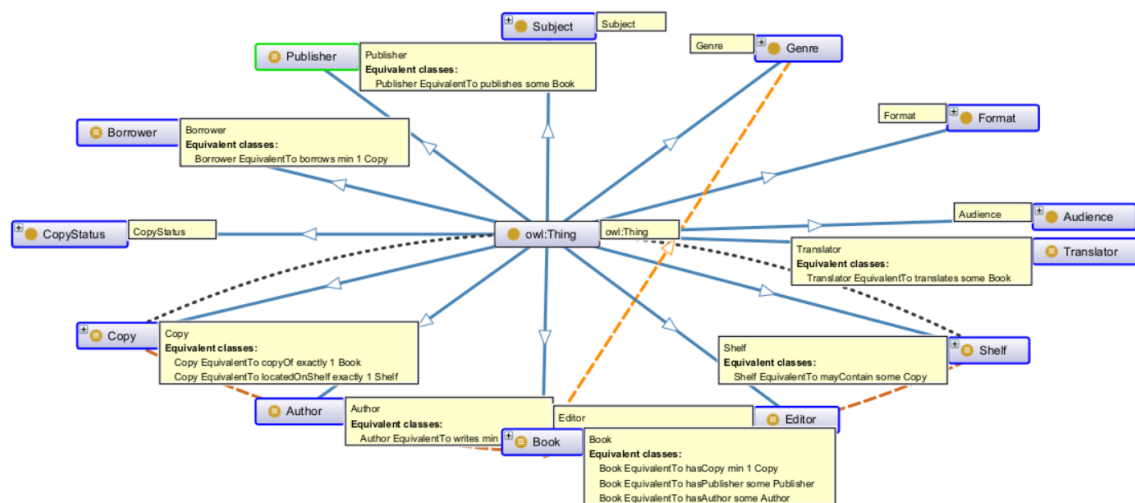 Subject
Subject
Publisher
Publisher
Equivalent classes:
Publisher EquivalentTo publishes some Book
Genre
Genre
Format
Format
Borrower
Borrower
Equivalent classes:
Borrower EquivalentTo borrows min 1 Copy
CopyStatus
CopyStatus
owl:Thing
owl:Thing
Audience
Audience
Translator
Equivalent classes:
Translator EquivalentTo translates some Book
Translator
Copy
Copy
Equivalent classes:
Copy EquivalentTo copyOf exactly 1 Book
Copy EquivalentTo locatedOnShelf exactly 1 Shelf
Shelf
Equivalent classes:
Shelf EquivalentTo mayContain some Copy
Shelf
Author
Author
Equivalent classes:
Author EquivalentTo writes min
Editor
Editor
Book
Book
Equivalent classes:
Book EquivalentTo hasCopy min 1 Copy
Book EquivalentTo hasPublisher some Publisher
Book EquivalentTo hasAuthor some Author